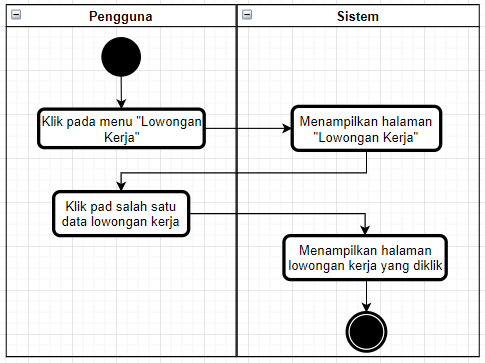 Pengguna
Sistem
Klik pada menu "Lowongan
Kerja"
Menampilkan halaman
"Lowongan Kerja"
Klik pad salah satu
data lowongan kerja
Menampilkan halaman
lowongan kerja yang diklik